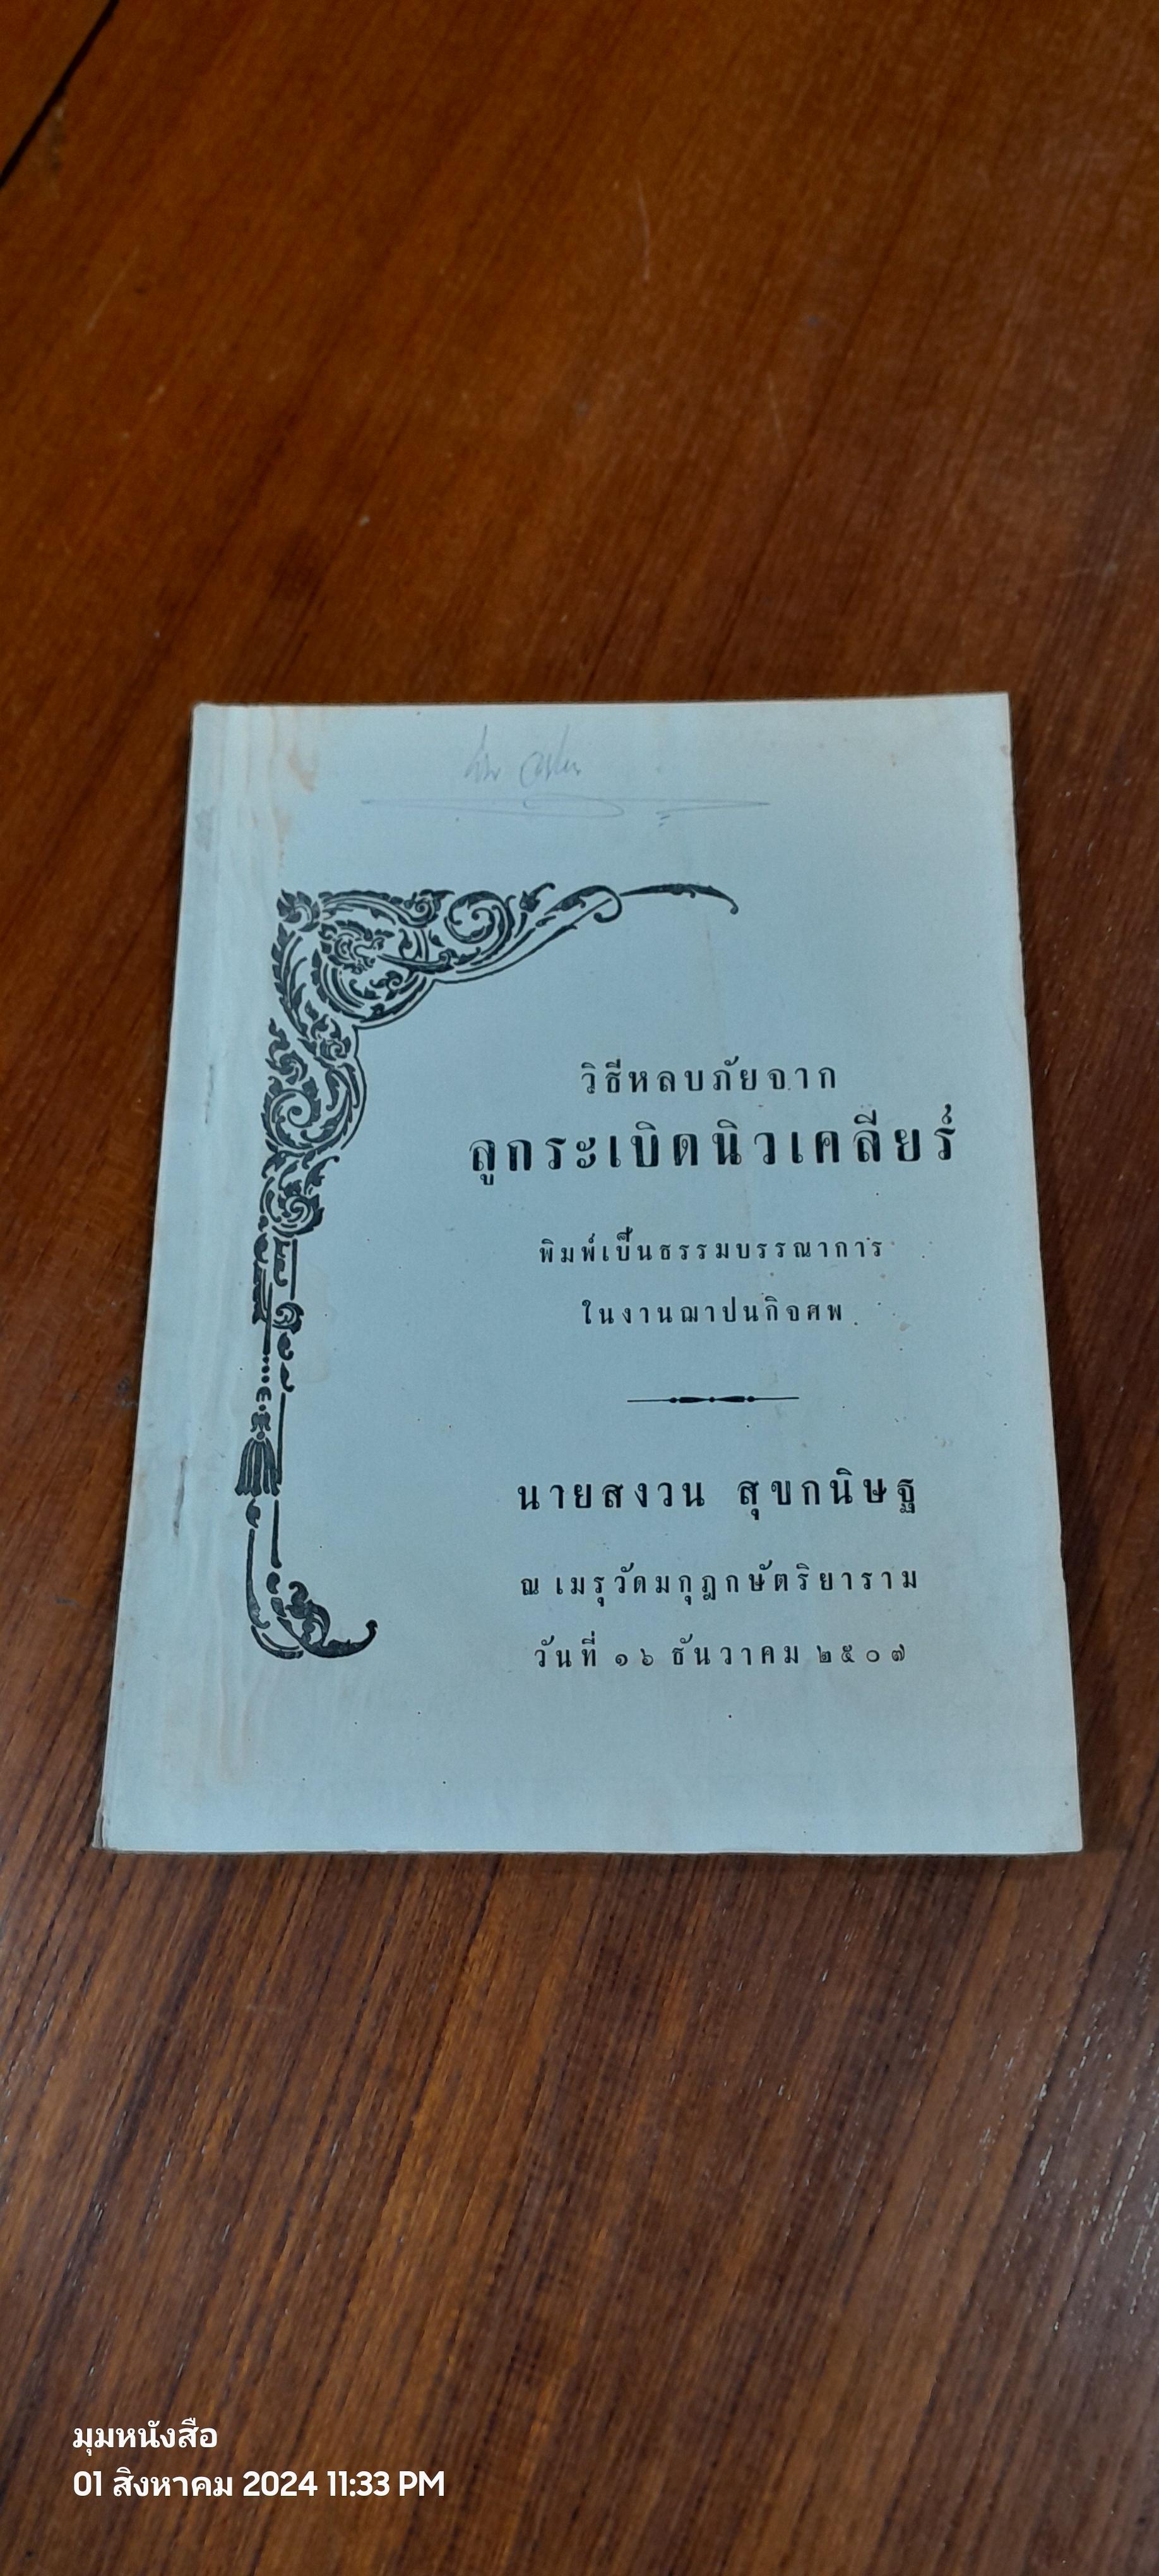 วิธีหลบภัยจาก
ลูกระเบิดนิวเคลียร์
พิมพ์เป็นธรรมบรรณาการ
ในงานฌาปนกิจศพ
นายสงวน สุขกนิษฐ
ณ เมรุวัดมกุฎกษัตริยาราม
วันที่ ๑๖ ธันวาคม ๒๕๐๗
มุมหนังสือ
01 สิงหาคม 2024 11:33 PM